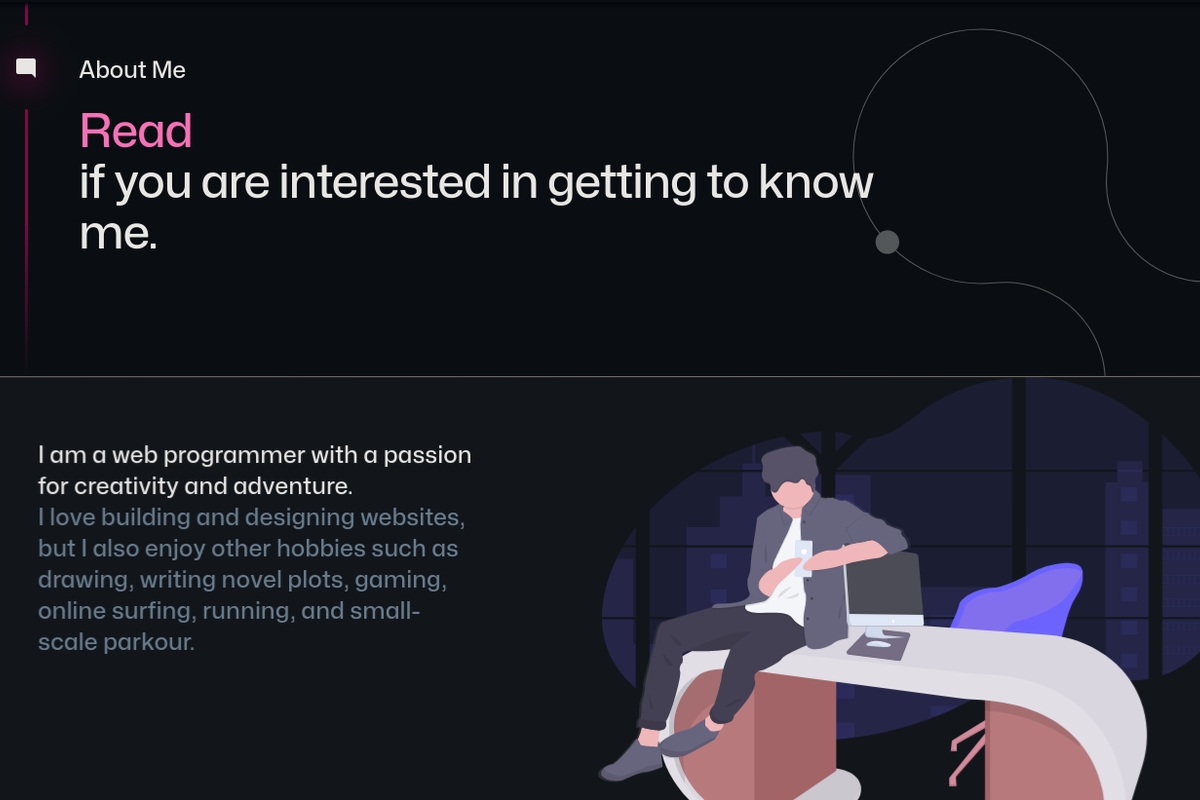 About Me
Read
if you are interested in getting to know
me.
I am a web programmer with a passion
for creativity and adventure.
I love building and designing websites,
but I also enjoy other hobbies such as
drawing, writing novel plots, gaming,
online surfing, running, and small-
scale parkour.